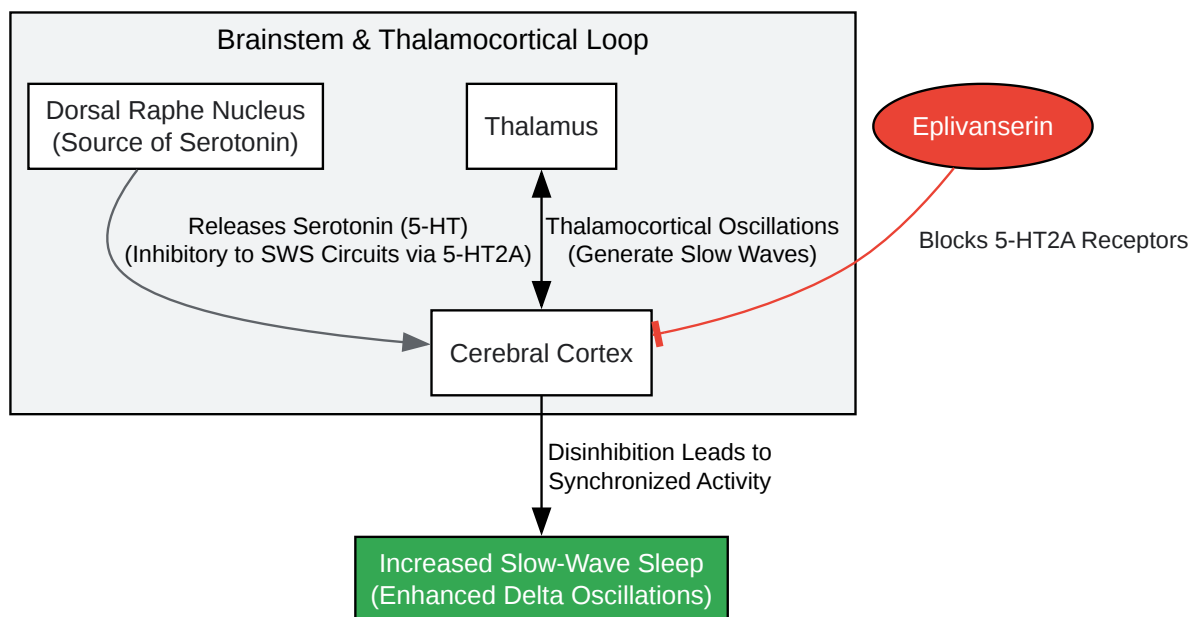 Brainstem & Thalamocortical Loop
Dorsal Raphe Nucleus
(Source of Serotonin)
Thalamus
Eplivanserin
Releases Serotonin (5-HT)
(Inhibitory to SWS Circuits via 5-HT2A)
Thalamocortical Oscillations
(Generate Slow Waves)
Blocks 5-HT2A Receptors
Cerebral Cortex
Disinhibition Leads to
Synchronized Activity
Increased Slow-Wave Sleep
(Enhanced Delta Oscillations)